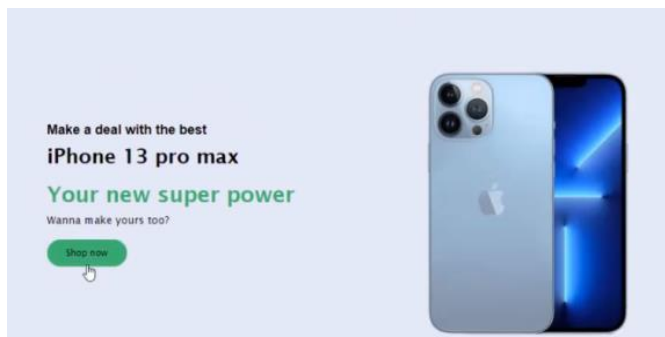 Make a deal with the best
iPhone 13 pro max
Your new super power
Wanna make yours too?
Shop now